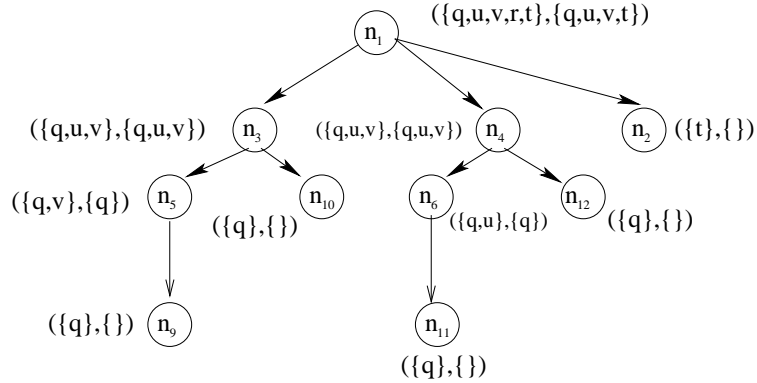 ({q,u,v,r,t},{q,u,v,t})
n1
({q,u,v},{q,u,v})
n3
({q,u,v},{q,u,v})
n4
n2
({t},{})
({q,v},{q})
n5
n10
({q},{})
n6
({q,u},{q})
n12
({q},{})
({q},{})
n9
n11
({q},{})